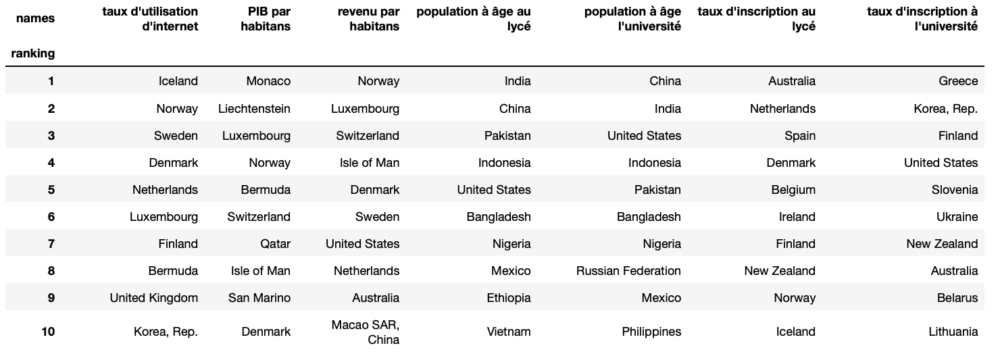 names taux d'utilisation d'internet PIB par habitans revenu par habitans population à âge au lycé population à âge l'université taux d'inscription au lycé taux d'inscription à l'université
ranking
1 Iceland Monaco Norway India China Australia Greece
2 Norway Liechtenstein Luxembourg China India Netherlands Korea, Rep.
3 Sweden Luxembourg Switzerland Pakistan United States Spain Finland
4 Denmark Norway Isle of Man Indonesia Indonesia Denmark United States
5 Netherlands Bermuda Denmark United States Pakistan Belgium Slovenia
6 Luxembourg Switzerland Sweden Bangladesh Bangladesh Ireland Ukraine
7 Finland Qatar United States Nigeria Nigeria Finland New Zealand
8 Bermuda Isle of Man Netherlands Mexico Russian Federation New Zealand Australia
9 United Kingdom San Marino Australia Ethiopia Mexico Norway Belarus
10 Korea, Rep. Denmark Macao SAR, China Vietnam Philippines Iceland Lithuania